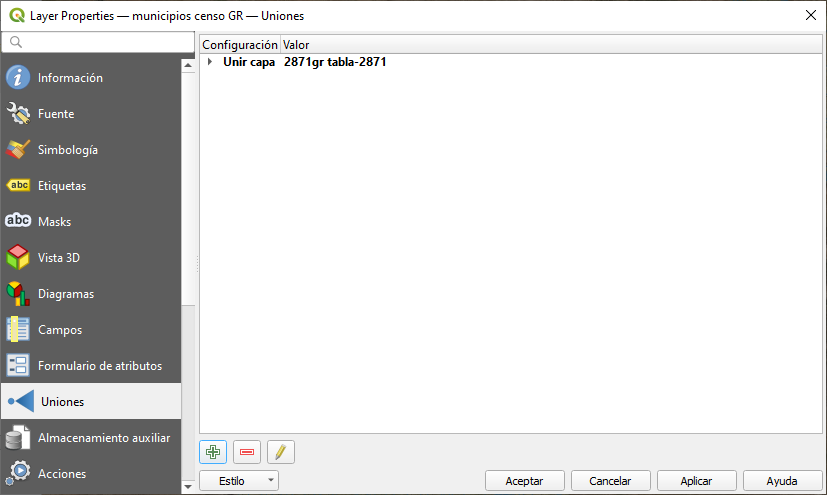 Layer Properties — municipios censo GR — Uniones
Configuración Valor
Unir capa 2871gr tabla-2871
Información
Fuente
Simbología
abc Etiquetas
abc Masks
Vista 3D
Diagramas
Campos
Formulario de atributos
Uniones
Almacenamiento auxiliar
Acciones
Estilo
Aceptar
Cancelar
Aplicar
Ayuda